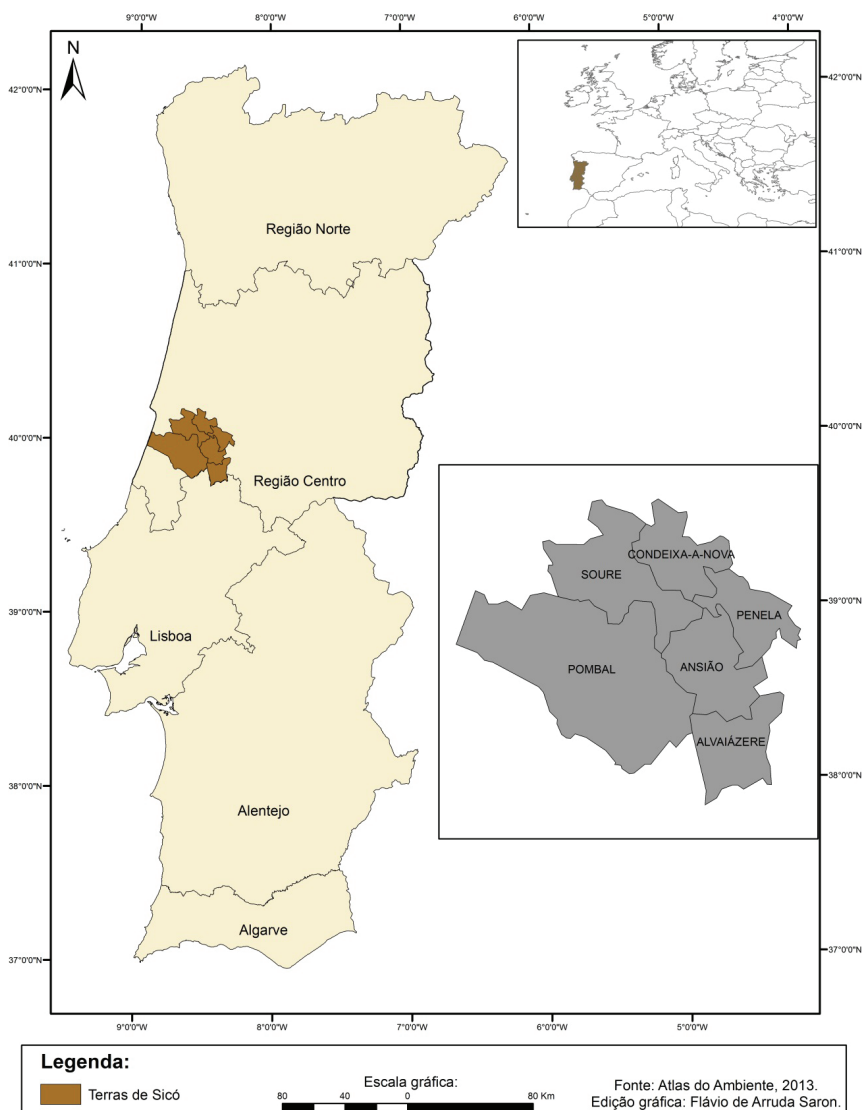 9°0'0"W 8°0'0"W 7°0'0"W 6°0'0"W 5°0'0"W 4°0'0"W
N
42°0'0"N 42°0'0"N
Região Norte
41°0'0"N 41°0'0"N
40°0'0"N 40°0'0"N
Região Centro
CONDEIXA-A-NOVA
SOURE
PENELA
39°0'0"N 39°0'0"N
Lisboa
POMBAL
ANSIÃO
ALVAIÁZERE
38°0'0"N 38°0'0"N
Alentejo
Algarve
37°0'0"N 37°0'0"N
9°0'0"W 8°0'0"W 7°0'0"W 6°0'0"W 5°0'0"W
Legenda:
Terras de Sicó
Escala gráfica:
80 40 0 80 Km
Fonte: Atlas do Ambiente, 2013.
Edição gráfica: Flávio de Arruda Saron.